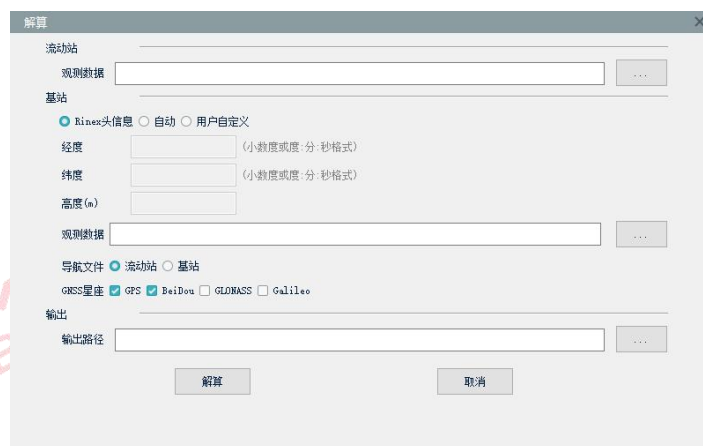 解算
流动站
观测数据 ...
基站
Rinex头信息 自动 用户自定义
经度 (小数度或度:分:秒格式)
纬度 (小数度或度:分:秒格式)
高度(m)
观测数据 ...
导航文件 流动站 基站
GNSS星座 GPS BeiDou GLONASS Galileo
输出
输出路径 ...
解算 取消